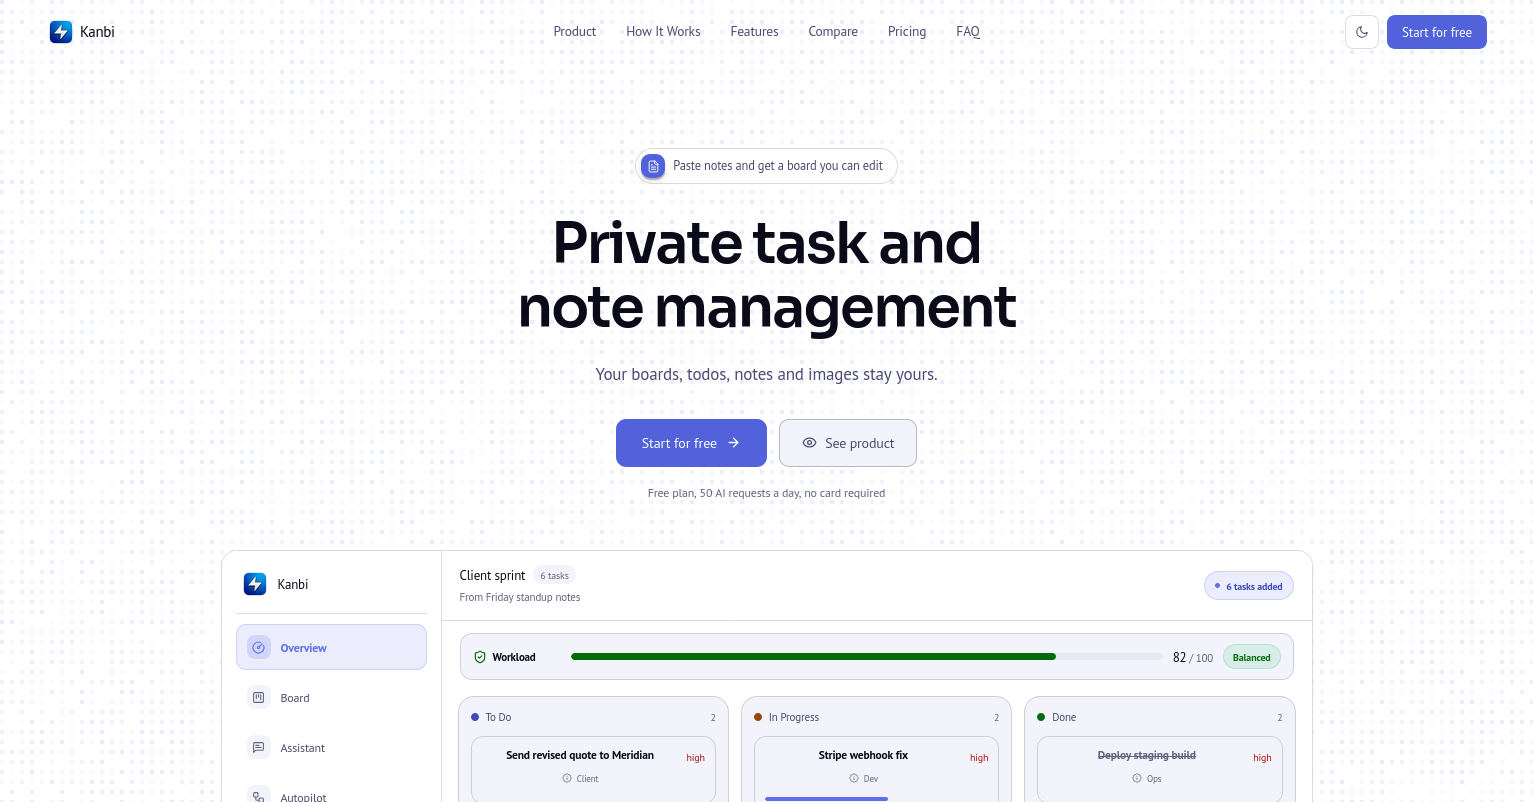 Kanbi
Product How It Works Features Compare Pricing FAQ
Start for free
Paste notes and get a board you can edit
Private task and
note management
Your boards, todos, notes and images stay yours.
Start for free
See product
Free plan, 50 AI requests a day, no card required
Kanbi
Overview
Board
Assistant
Autopilot
Client sprint 6 tasks
From Friday standup notes
6 tasks added
Workload 82 / 100 Balanced
To Do 2
Send revised quote to Meridian high
Client
In Progress 2
Stripe webhook fix high
Dev
Done 2
Deploy staging build high
Ops